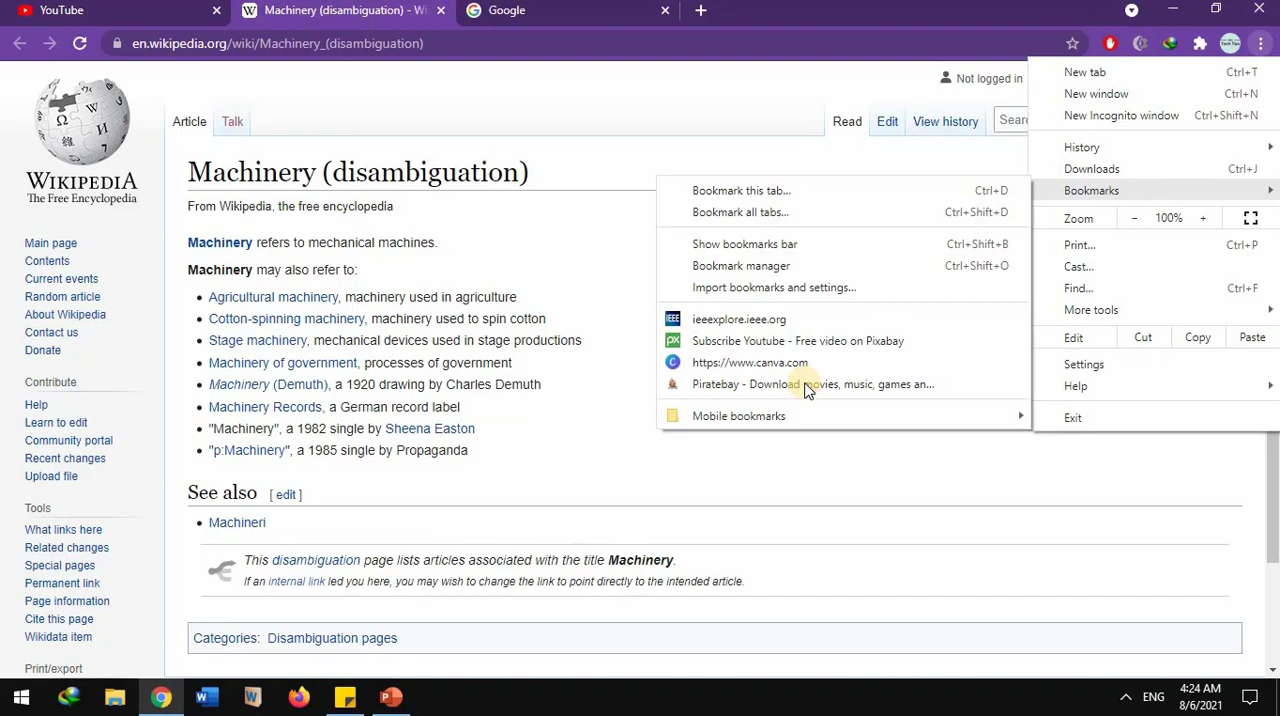 YouTube
Machinery (disambiguation) - Wi
Google
en.wikipedia.org/wiki/Machinery_(disambiguation)
WIKIPEDIA
The Free Encyclopedia
Main page
Contents
Current events
Random article
About Wikipedia
Contact us
Donate
Contribute
Help
Learn to edit
Community portal
Recent changes
Upload file
Tools
What links here
Related changes
Special pages
Permanent link
Page information
Cite this page
Wikidata item
Print/export
Not logged in
Article Talk
Read Edit View history
Machinery (disambiguation)
From Wikipedia, the free encyclopedia
Machinery refers to mechanical machines.
Machinery may also refer to:
• Agricultural machinery, machinery used in agriculture
• Cotton-spinning machinery, machinery used to spin cotton
• Stage machinery, mechanical devices used in stage productions
• Machinery of government, processes of government
• Machinery (Demuth), a 1920 drawing by Charles Demuth
• Machinery Records, a German record label
• "Machinery", a 1982 single by Sheena Easton
• "p:Machinery", a 1985 single by Propaganda
See also [ edit ]
• Machineri
This disambiguation page lists articles associated with the title Machinery.
If an internal link led you here, you may wish to change the link to point directly to the intended article.
Categories: Disambiguation pages
Bookmark this tab... Ctrl+D
Bookmark all tabs... Ctrl+Shift+D
Show bookmarks bar Ctrl+Shift+B
Bookmark manager Ctrl+Shift+O
Import bookmarks and settings...
IEEE ieeexplore.ieee.org
px Subscribe Youtube - Free video on Pixabay
C https://www.canva.com
Piratebay - Download movies, music, games an...
Mobile bookmarks
New tab Ctrl+T
New window Ctrl+N
New Incognito window Ctrl+Shift+N
History
Downloads Ctrl+J
Bookmarks
Zoom − 100% +
Print... Ctrl+P
Cast...
Find... Ctrl+F
More tools
Edit Cut Copy Paste
Settings
Help
Exit
ENG
4:24 AM
8/6/2021